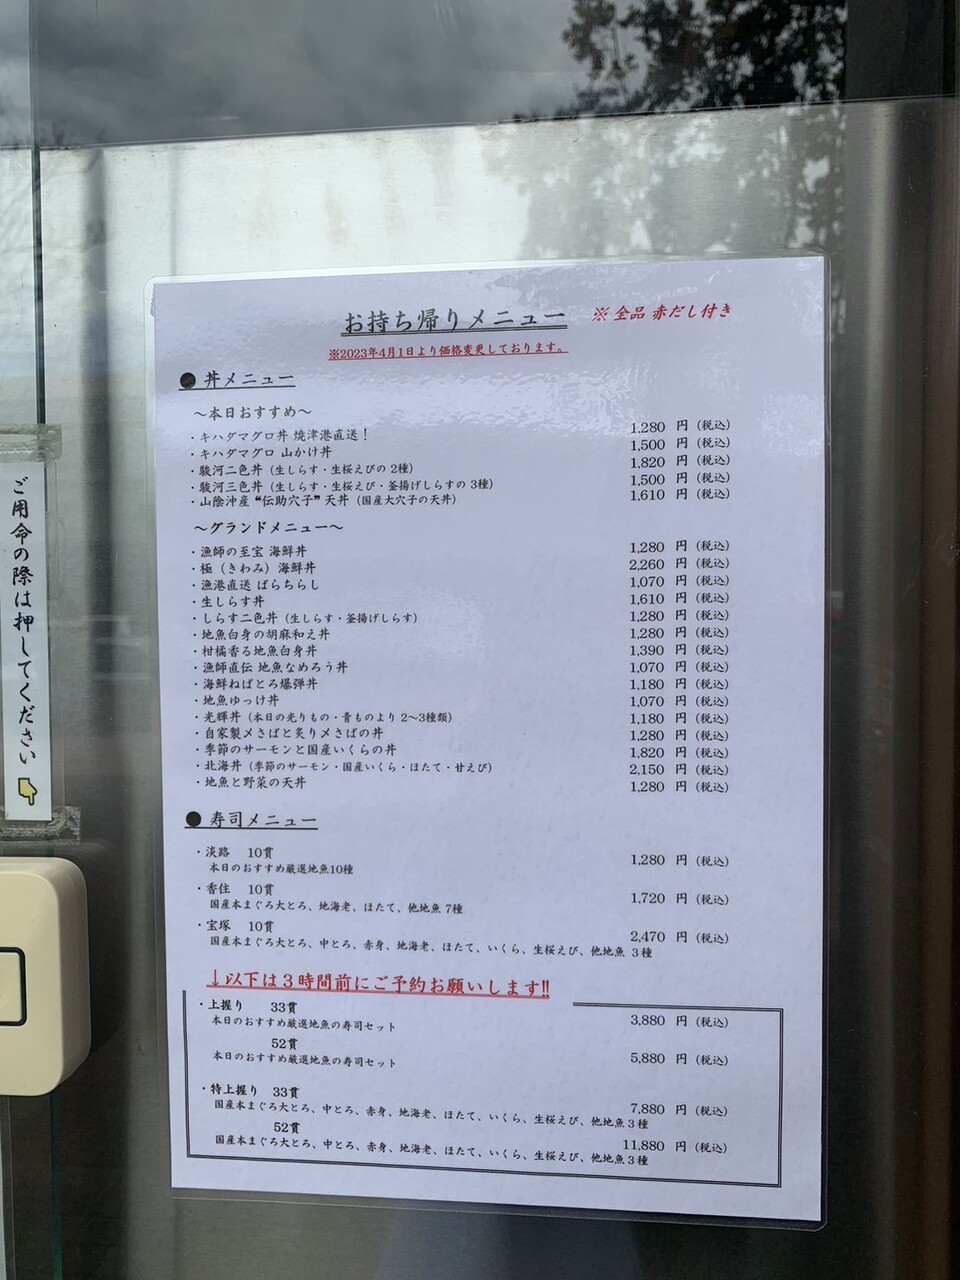 お持ち帰りメニュー ※ 全品 赤だし付き
※2023年4月1日より価格変更しております。
● 丼メニュー
～本日おすすめ～
・キハダマグロ丼 焼津港直送！ 1,280 円（税込）
・キハダマグロ 山かけ丼 1,500 円（税込）
・駿河二色丼（生しらす・生桜えびの 2種） 1,820 円（税込）
・駿河三色丼（生しらす・生桜えび・釜揚げしらすの 3種） 1,500 円（税込）
・山陰沖産“伝助穴子”天丼（国産大穴子の天丼） 1,610 円（税込）
～グランドメニュー～
・漁師の至宝 海鮮丼 1,280 円（税込）
・極（きわみ）海鮮丼 2,260 円（税込）
・漁港直送 ばらちらし 1,070 円（税込）
・生しらす丼 1,610 円（税込）
・しらす二色丼（生しらす・釜揚げしらす） 1,280 円（税込）
・地魚白身の胡麻和え丼 1,280 円（税込）
・柑橘香る地魚白身丼 1,390 円（税込）
・漁師直伝 地魚なめろう丼 1,070 円（税込）
・海鮮ねばとろ爆弾丼 1,180 円（税込）
・地魚ゆっけ丼 1,070 円（税込）
・光輝丼（本日の光りもの・青ものより 2～3種類） 1,180 円（税込）
・自家製〆さばと炙り〆さばの丼 1,280 円（税込）
・季節のサーモンと国産いくらの丼 1,820 円（税込）
・北海丼（季節のサーモン・国産いくら・ほたて・甘えび） 2,150 円（税込）
・地魚と野菜の天丼 1,280 円（税込）
● 寿司メニュー
・淡路 10貫 1,280 円（税込）
本日のおすすめ厳選地魚10種
・香住 10貫 1,720 円（税込）
国産本まぐろ大とろ、地海老、ほたて、他地魚 7種
・宝塚 10貫 2,470 円（税込）
国産本まぐろ大とろ、中とろ、赤身、地海老、ほたて、いくら、生桜えび、他地魚 3種
↓以下は３時間前にご予約お願いします!!
・上握り 33貫 3,880 円（税込）
本日のおすすめ厳選地魚の寿司セット
52貫 5,880 円（税込）
本日のおすすめ厳選地魚の寿司セット
・特上握り 33貫 7,880 円（税込）
国産本まぐろ大とろ、中とろ、赤身、地海老、ほたて、いくら、生桜えび、他地魚３種
52貫 11,880 円（税込）
国産本まぐろ大とろ、中とろ、赤身、地海老、ほたて、いくら、生桜えび、他地魚３種
ご用命の際は押してください